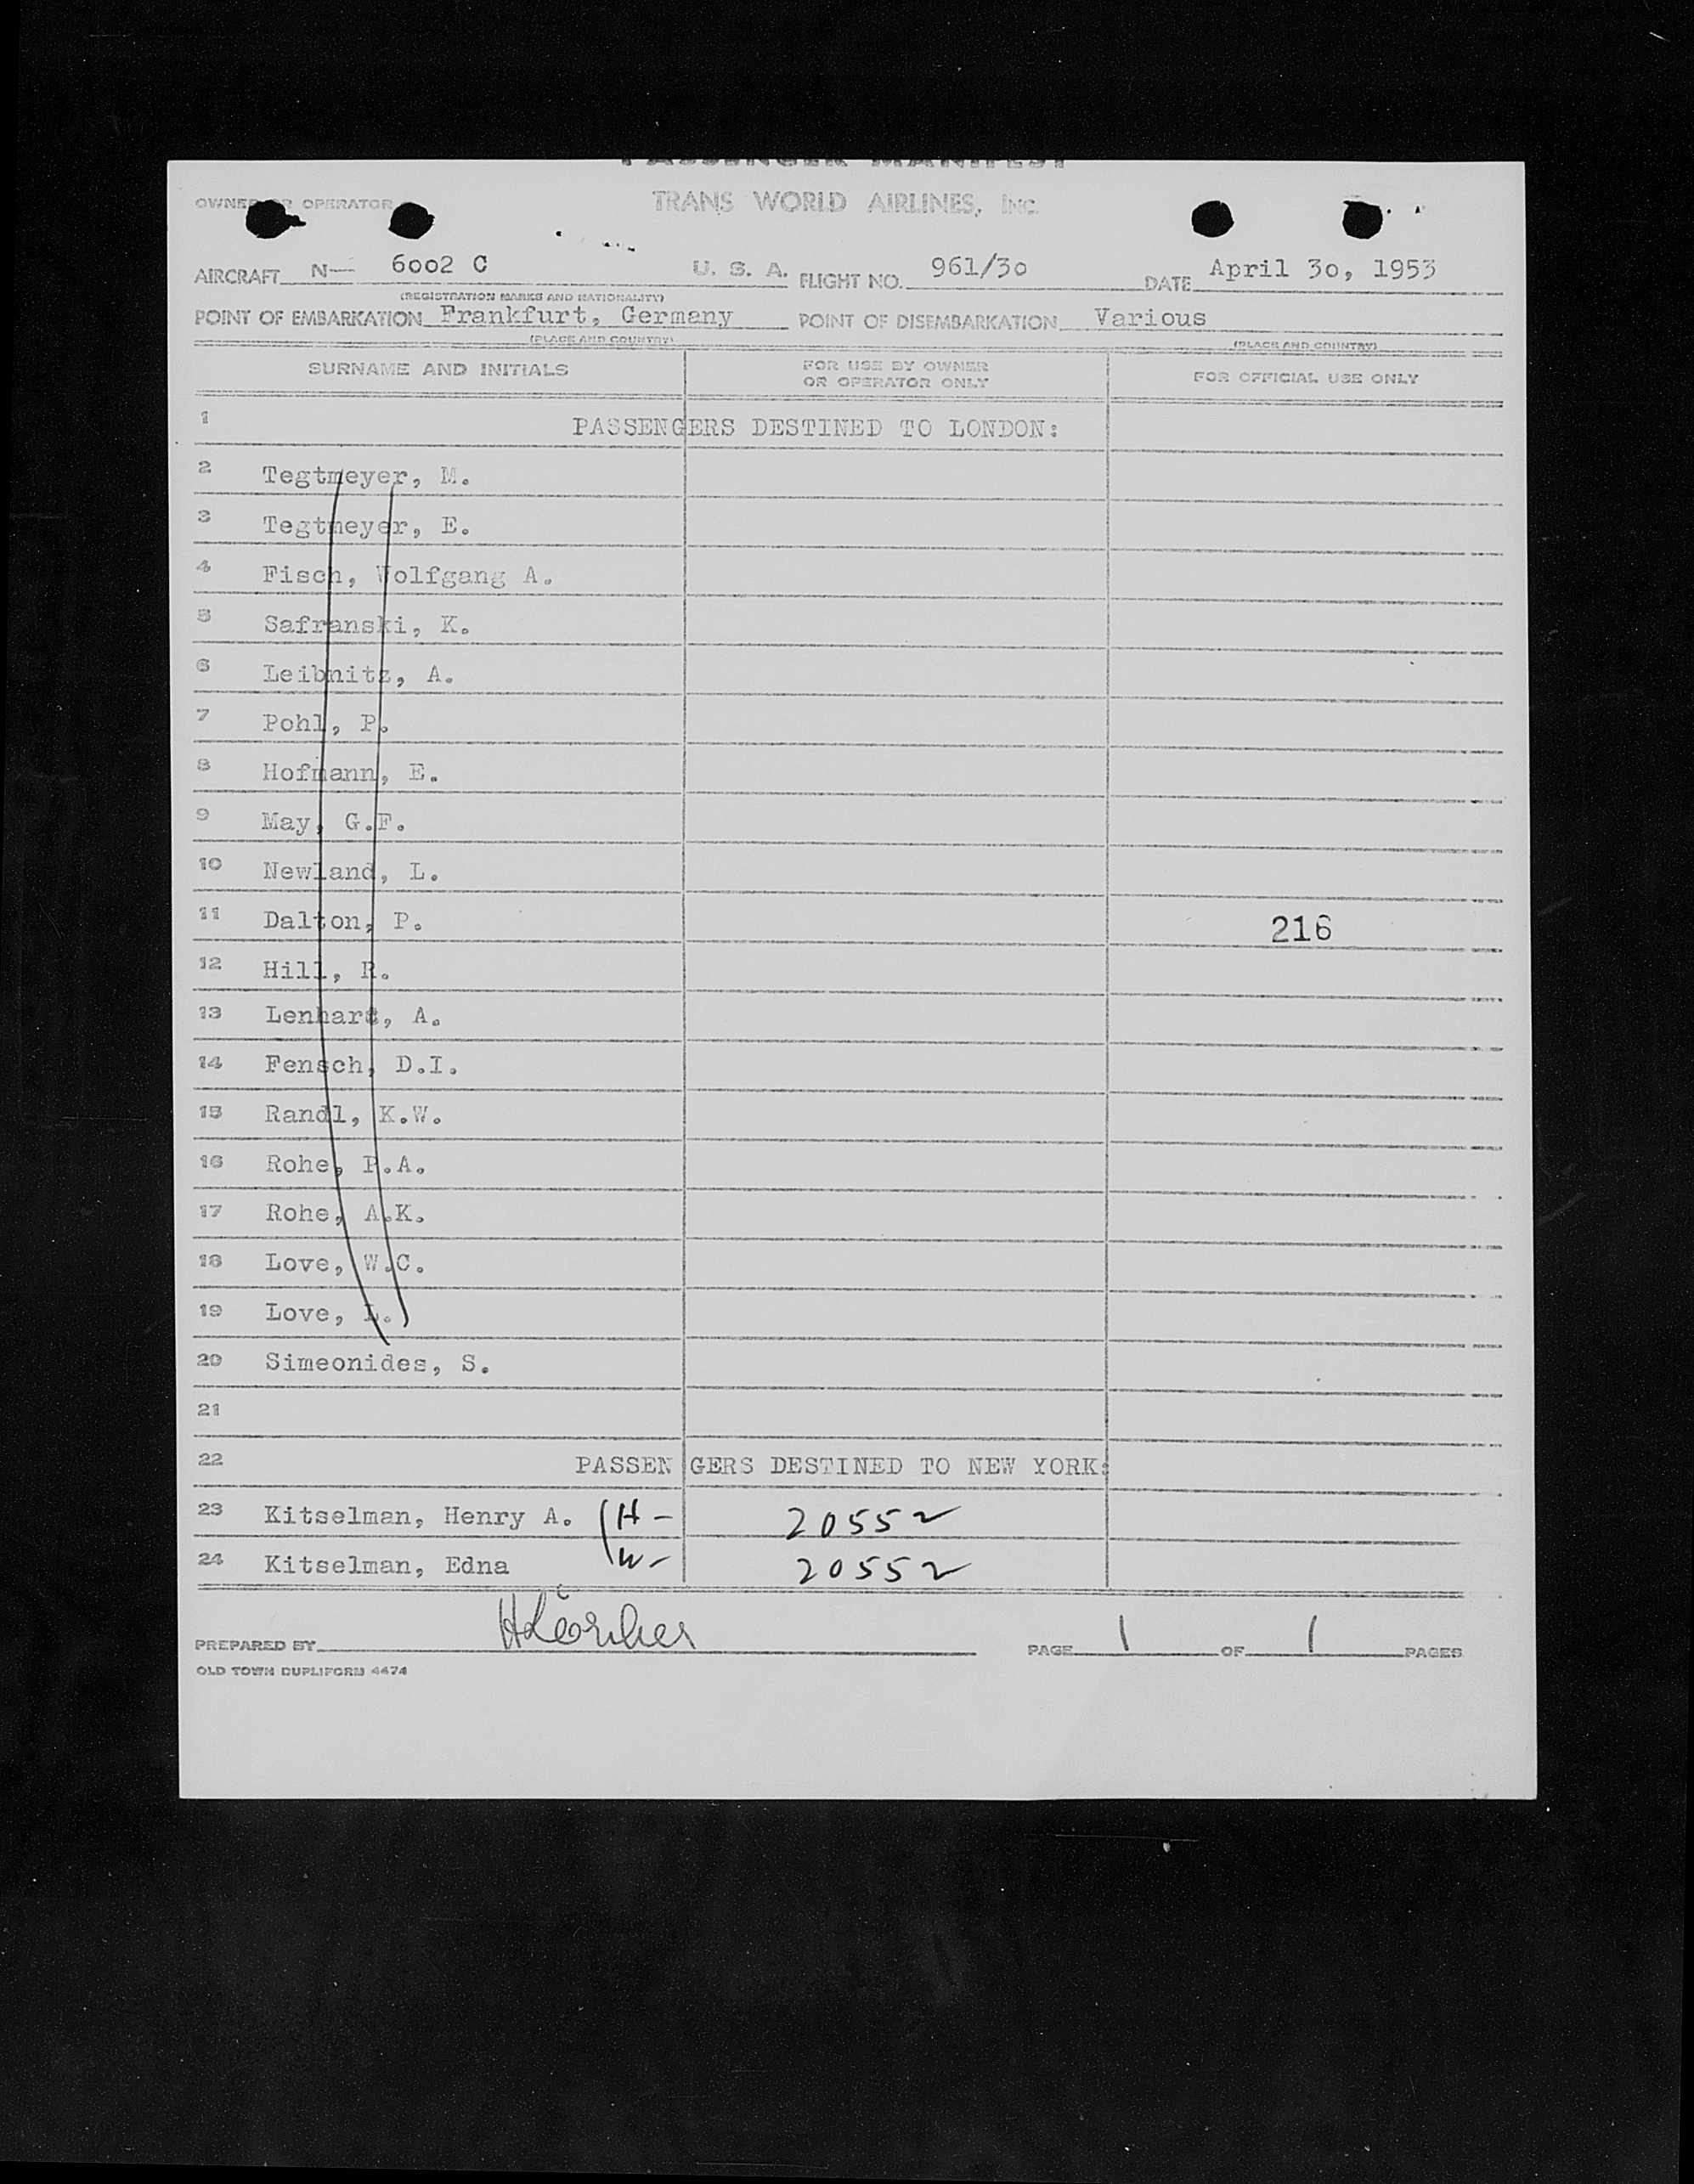 PASSENGER MANIFEST
OWNER OR OPERATOR TRANS WORLD AIRLINES, INC.
AIRCRAFT N— 6002 C U. S. A. FLIGHT NO. 961/30 DATE April 30, 1953
(REGISTRATION MARKS AND NATIONALITY)
POINT OF EMBARKATION Frankfurt, Germany POINT OF DISEMBARKATION Various
(PLACE AND COUNTRY) (PLACE AND COUNTRY)
SURNAME AND INITIALS FOR USE BY OWNER OR OPERATOR ONLY FOR OFFICIAL USE ONLY
1 PASSENGERS DESTINED TO LONDON:
2 Tegtmeyer, M.
3 Tegtmeyer, E.
4 Fisch, Wolfgang A.
5 Safranski, K.
6 Leibnitz, A.
7 Pohl, P.
8 Hofmann, E.
9 May, G.F.
10 Newland, L.
11 Dalton, P. 216
12 Hill, R.
13 Lenhart, A.
14 Fensch, D.I.
15 Randl, K.W.
16 Rohe, P.A.
17 Rohe, A.K.
18 Love, W.C.
19 Love, L.
20 Simeonides, S.
21
22 PASSENGERS DESTINED TO NEW YORK:
23 Kitselman, Henry A. (H - 20552
24 Kitselman, Edna W - 20552
PREPARED BY PAGE 1 OF 1 PAGES
OLD TOWN DUPLIFORM 4474